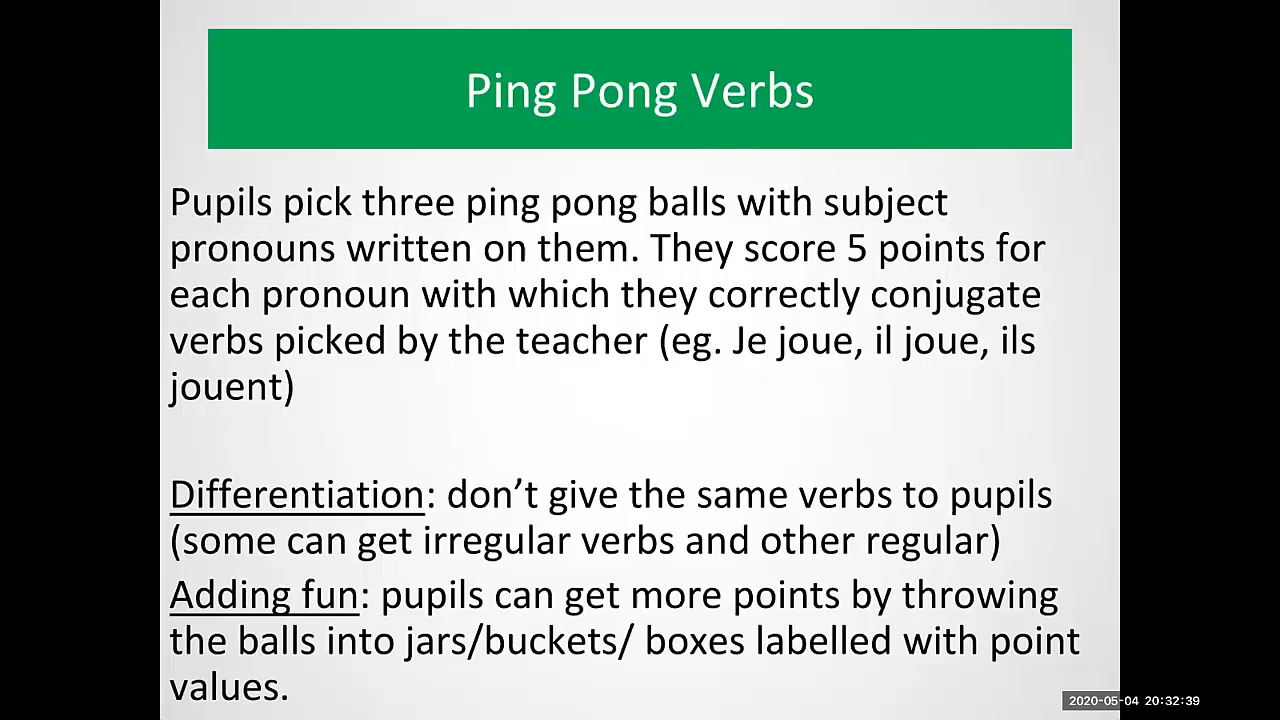 Ping Pong Verbs
Pupils pick three ping pong balls with subject
pronouns written on them. They score 5 points for
each pronoun with which they correctly conjugate
verbs picked by the teacher (eg. Je joue, il joue, ils
jouent)
Differentiation: don’t give the same verbs to pupils
(some can get irregular verbs and other regular)
Adding fun: pupils can get more points by throwing
the balls into jars/buckets/ boxes labelled with point
values.
2020-05-04 20:32:39